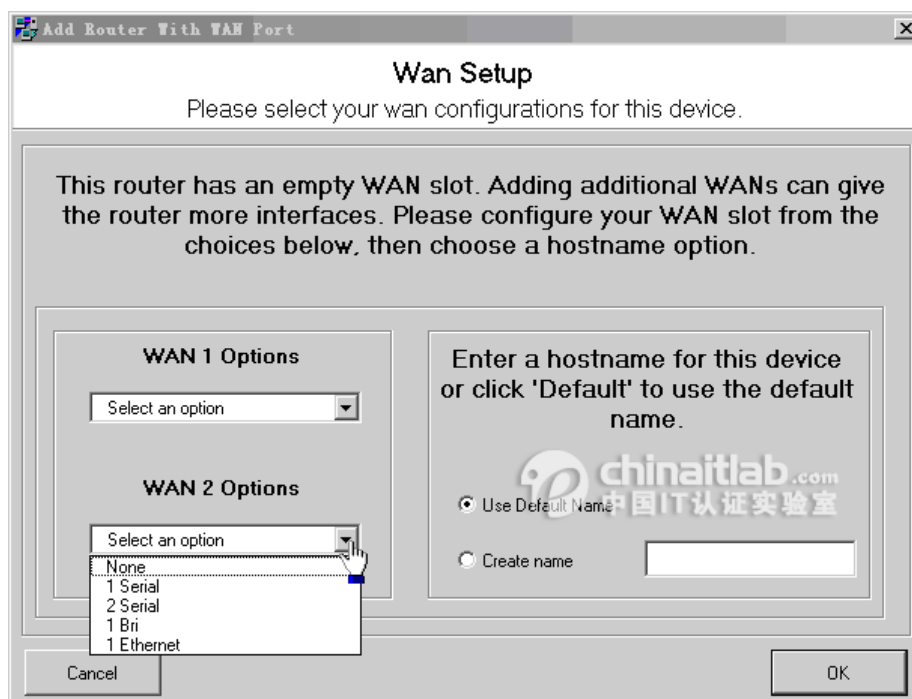 Add Router With WAN Port
Wan Setup
Please select your wan configurations for this device.
This router has an empty WAN slot. Adding additional WANs can give
the router more interfaces. Please configure your WAN slot from the
choices below, then choose a hostname option.
WAN 1 Options
Select an option
WAN 2 Options
Select an option
None
1 Serial
2 Serial
1 Bri
1 Ethernet
Enter a hostname for this device
or click 'Default' to use the default
name.
chinaitlab.com
中国IT认证实验室
Use Default Name
Create name
Cancel
OK